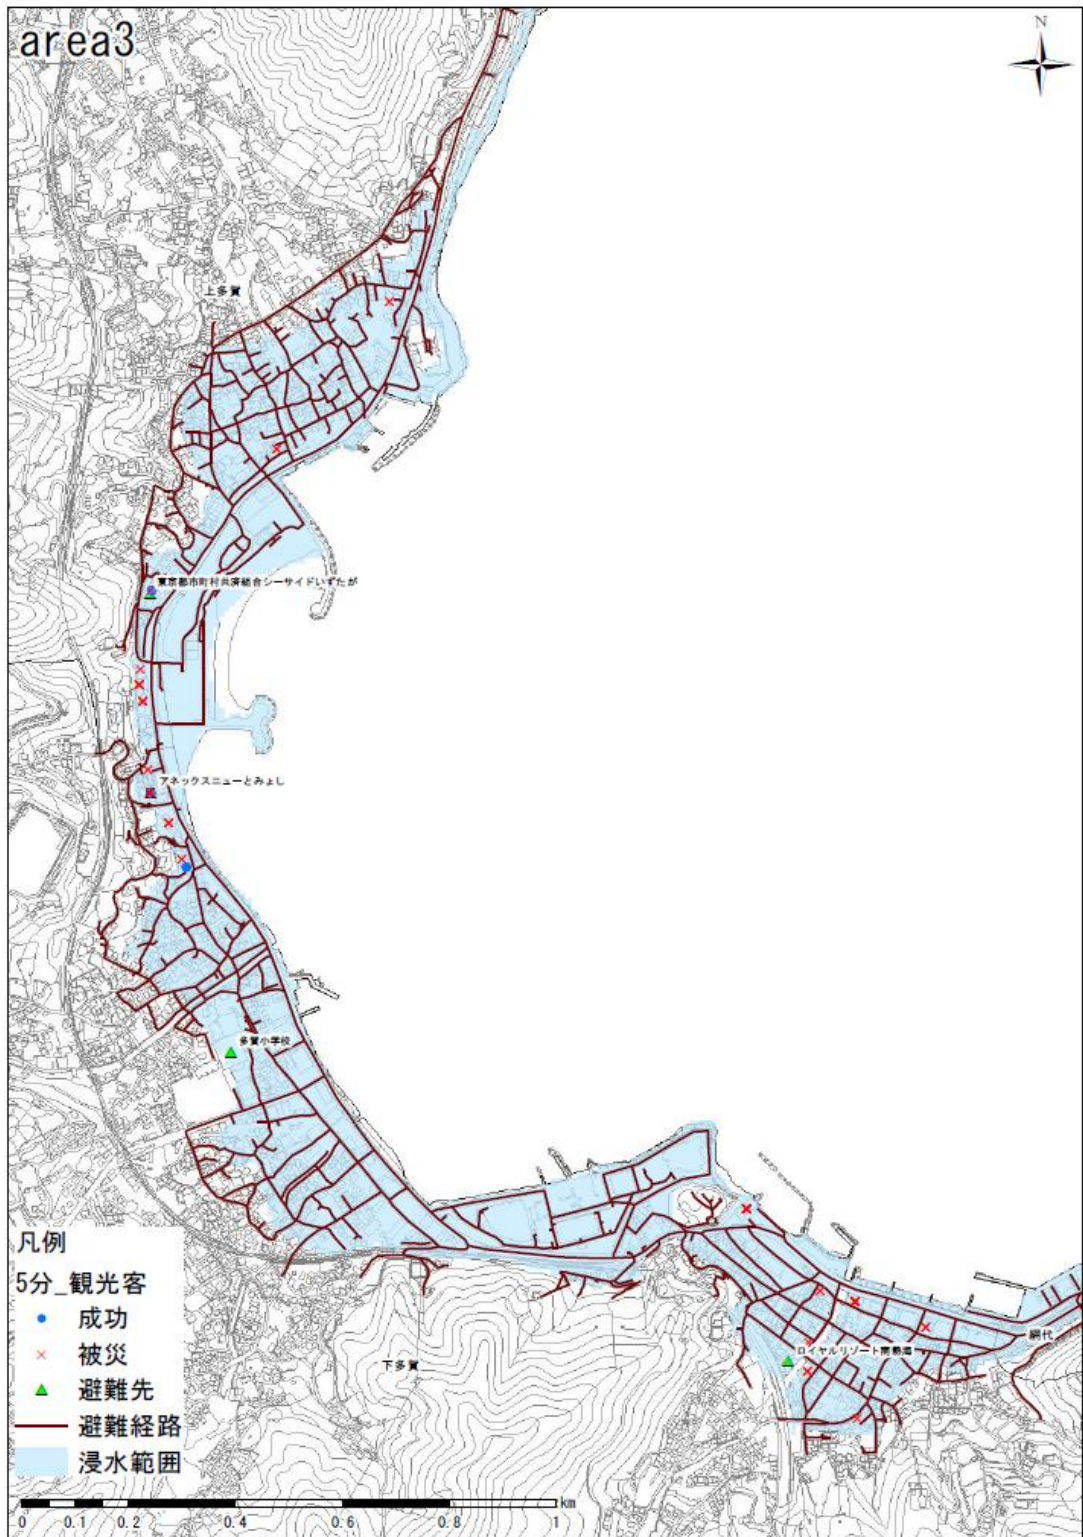 area3
N
上多賀
東京都市町村共済組合シーサイドいずたが
アネックスニューとみよし
多賀小学校
網代
ロイヤルリゾート南熱海
下多賀
凡例
5分_観光客
成功
被災
避難先
避難経路
浸水範囲
km
0 0.1 0.2 0.4 0.6 0.8 1